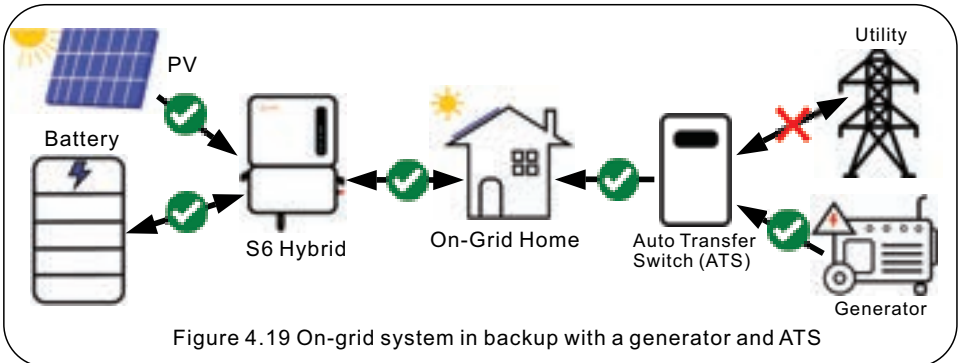 Utility
PV
Battery
S6 Hybrid
On-Grid Home
Auto Transfer
Switch (ATS)
Generator
Figure 4.19 On-grid system in backup with a generator and ATS